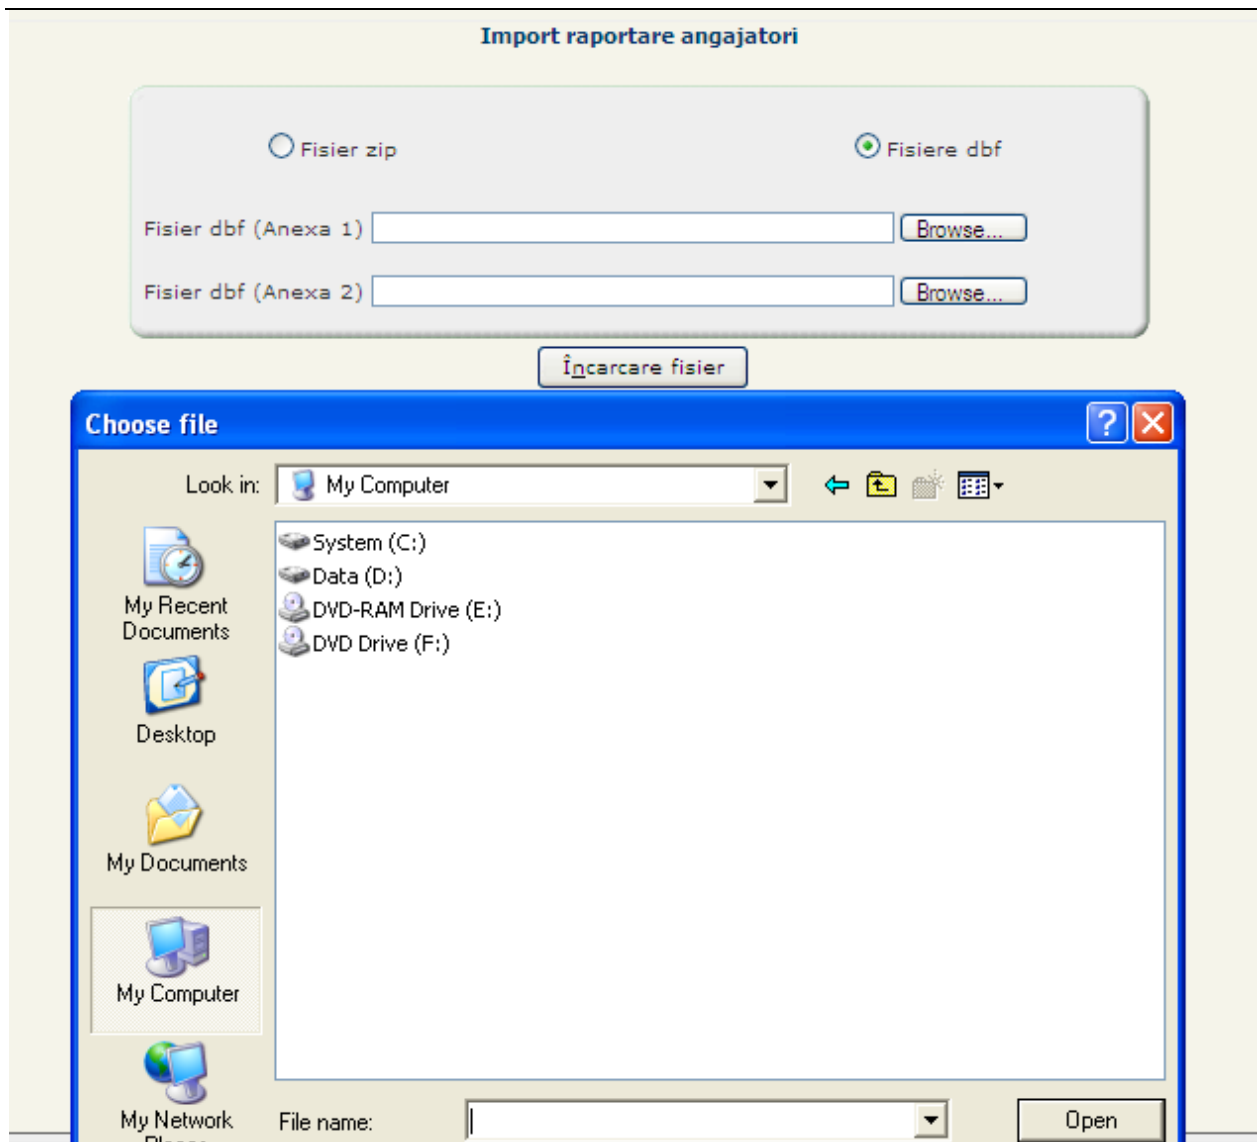 Import raportare angajatori
Fisier zip
Fisiere dbf
Fisier dbf (Anexa 1)
Browse...
Fisier dbf (Anexa 2)
Browse...
Încarcare fisier
Choose file
Look in:
My Computer
System (C:)
Data (D:)
DVD-RAM Drive (E:)
DVD Drive (F:)
My Recent
Documents
Desktop
My Documents
My Computer
My Network
File name:
Open